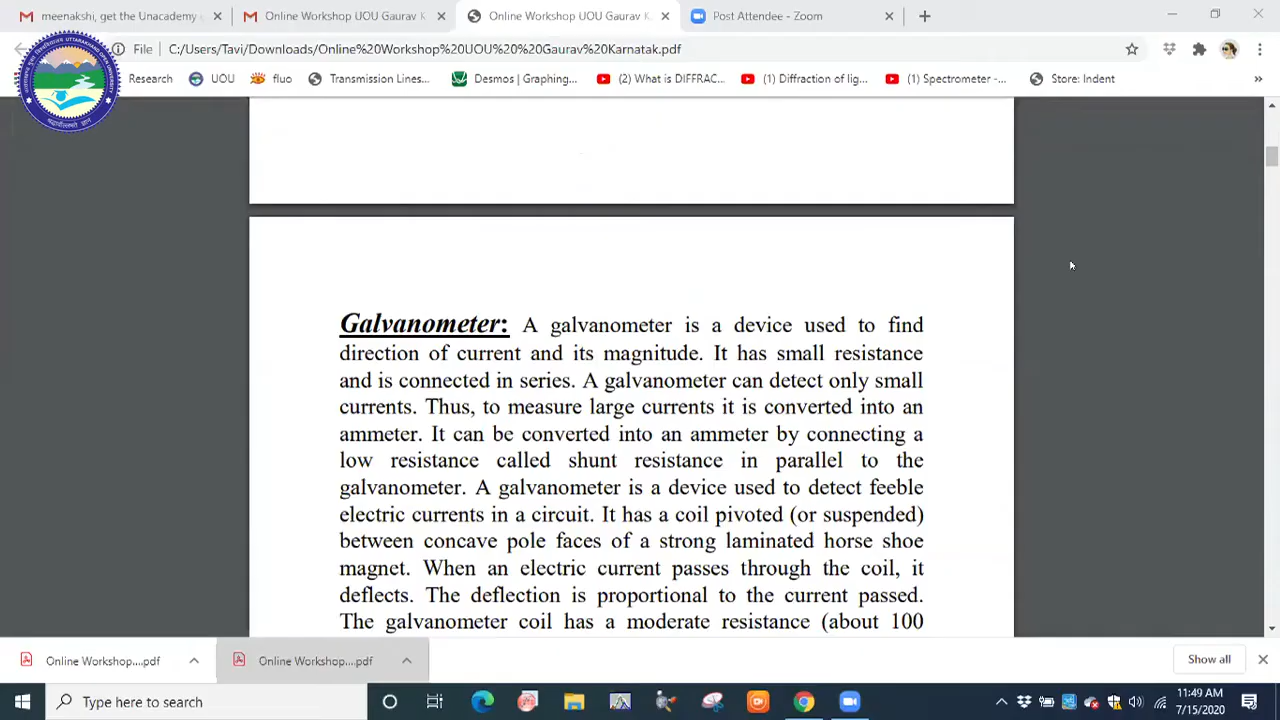 meenakshi, get the Unacademy
Online Workshop UOU Gaurav K
Online Workshop UOU Gaurav K
Post Attendee - Zoom
File
C:/Users/Tavi/Downloads/Online%20Workshop%20UOU%20%20Gaurav%20Karnatak.pdf
Research
UOU
fluo
Transmission Lines...
Desmos | Graphing...
(2) What is DIFFRAC...
(1) Diffraction of lig...
(1) Spectrometer -...
Store: Indent
»
Galvanometer: A galvanometer is a device used to find
direction of current and its magnitude. It has small resistance
and is connected in series. A galvanometer can detect only small
currents. Thus, to measure large currents it is converted into an
ammeter. It can be converted into an ammeter by connecting a
low resistance called shunt resistance in parallel to the
galvanometer. A galvanometer is a device used to detect feeble
electric currents in a circuit. It has a coil pivoted (or suspended)
between concave pole faces of a strong laminated horse shoe
magnet. When an electric current passes through the coil, it
deflects. The deflection is proportional to the current passed.
The galvanometer coil has a moderate resistance (about 100
Online Workshop....pdf
Online Workshop....pdf
Show all
Type here to search
11:49 AM
7/15/2020